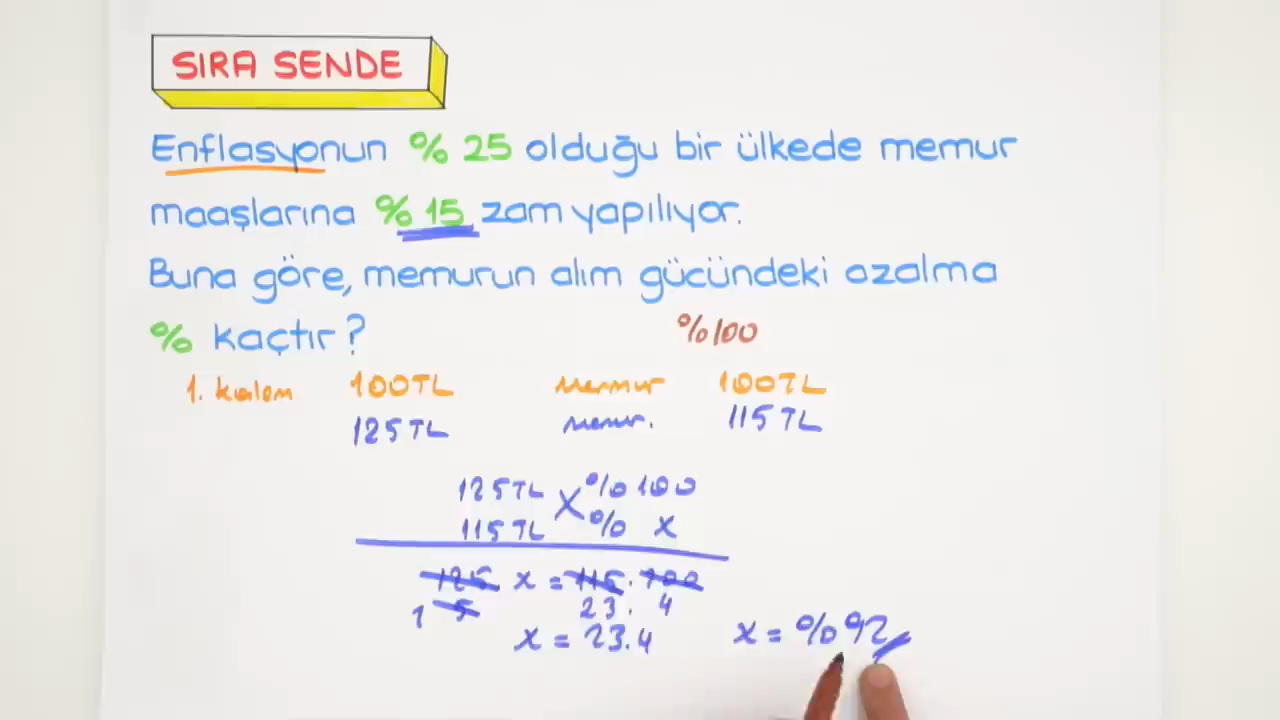 SIRA SENDE
Enflasyonun % 25 olduğu bir ülkede memur
maaşlarına % 15 zam yapılıyor.
Buna göre, memurun alım gücündeki azalma
% kaçtır?
%100
1. kalem 100TL memur 100TL
125TL memur. 115TL
125TL %100
115TL % x
125 x = 115.100
1 5 23. 4
x = 23.4 x = %92